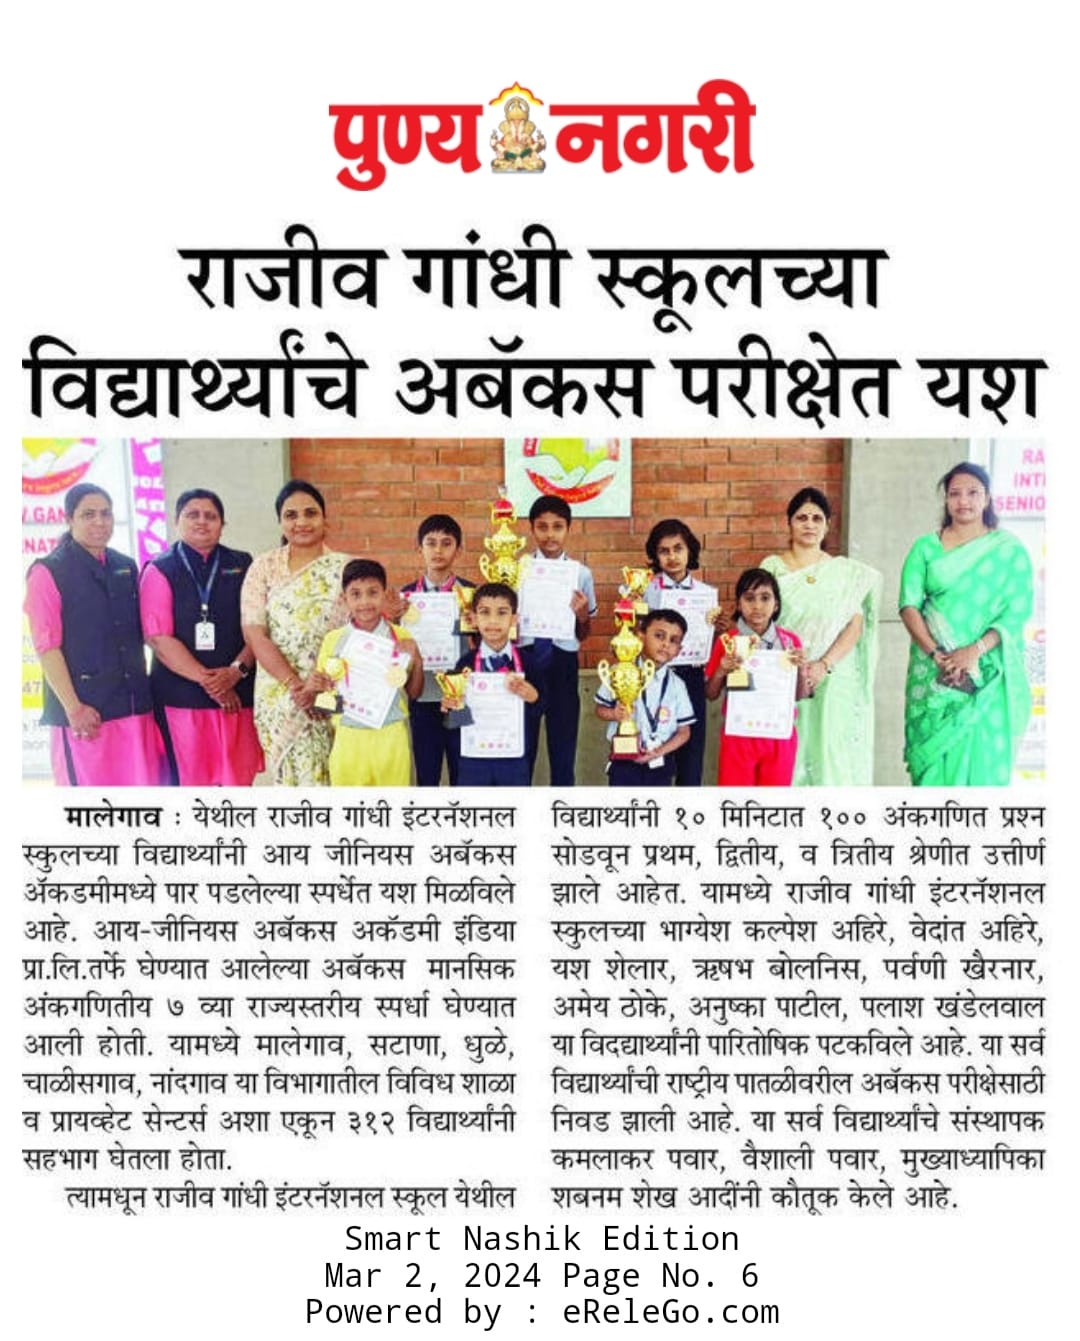 पुण्य नगरी
राजीव गांधी स्कूलच्या
विद्यार्थ्यांचे अबॅकस परीक्षेत यश
मालेगाव : येथील राजीव गांधी इंटरनॅशनल
स्कुलच्या विद्यार्थ्यांनी आय जीनियस अबॅकस
ॲकडमीमध्ये पार पडलेल्या स्पर्धेत यश मिळविले
आहे. आय-जीनियस अबॅकस अकॅडमी इंडिया
प्रा.लि.तर्फे घेण्यात आलेल्या अबॅकस मानसिक
अंकगणितीय ७ व्या राज्यस्तरीय स्पर्धा घेण्यात
आली होती. यामध्ये मालेगाव, सटाणा, धुळे,
चाळीसगाव, नांदगाव या विभागातील विविध शाळा
व प्रायव्हेट सेन्टर्स अशा एकून ३१२ विद्यार्थ्यांनी
सहभाग घेतला होता.
त्यामधून राजीव गांधी इंटरनॅशनल स्कूल येथील
विद्यार्थ्यांनी १० मिनिटात १०० अंकगणित प्रश्न
सोडवून प्रथम, द्वितीय, व त्रितीय श्रेणीत उत्तीर्ण
झाले आहेत. यामध्ये राजीव गांधी इंटरनॅशनल
स्कुलच्या भाग्येश कल्पेश अहिरे, वेदांत अहिरे,
यश शेलार, ऋषभ बोलनिस, पर्वणी खैरनार,
अमेय ठोके, अनुष्का पाटील, पलाश खंडेलवाल
या विदद्यार्थ्यांनी पारितोषिक पटकविले आहे. या सर्व
विद्यार्थ्यांची राष्ट्रीय पातळीवरील अबॅकस परीक्षेसाठी
निवड झाली आहे. या सर्व विद्यार्थ्यांचे संस्थापक
कमलाकर पवार, वैशाली पवार, मुख्याध्यापिका
शबनम शेख आदींनी कौतूक केले आहे.
Smart Nashik Edition
Mar 2, 2024 Page No. 6
Powered by : eReleGo.com